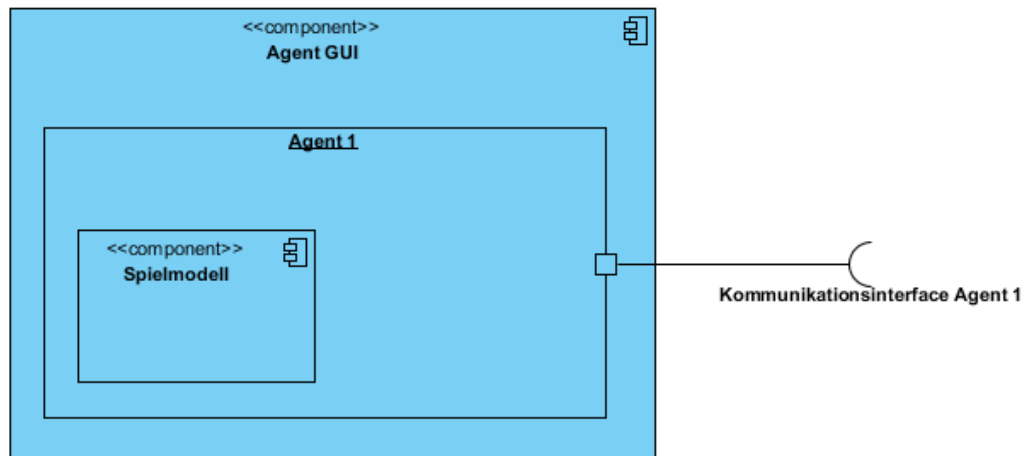 <<component>>
Agent GUI
Agent 1
<<component>>
Spielmodell
Kommunikationsinterface Agent 1